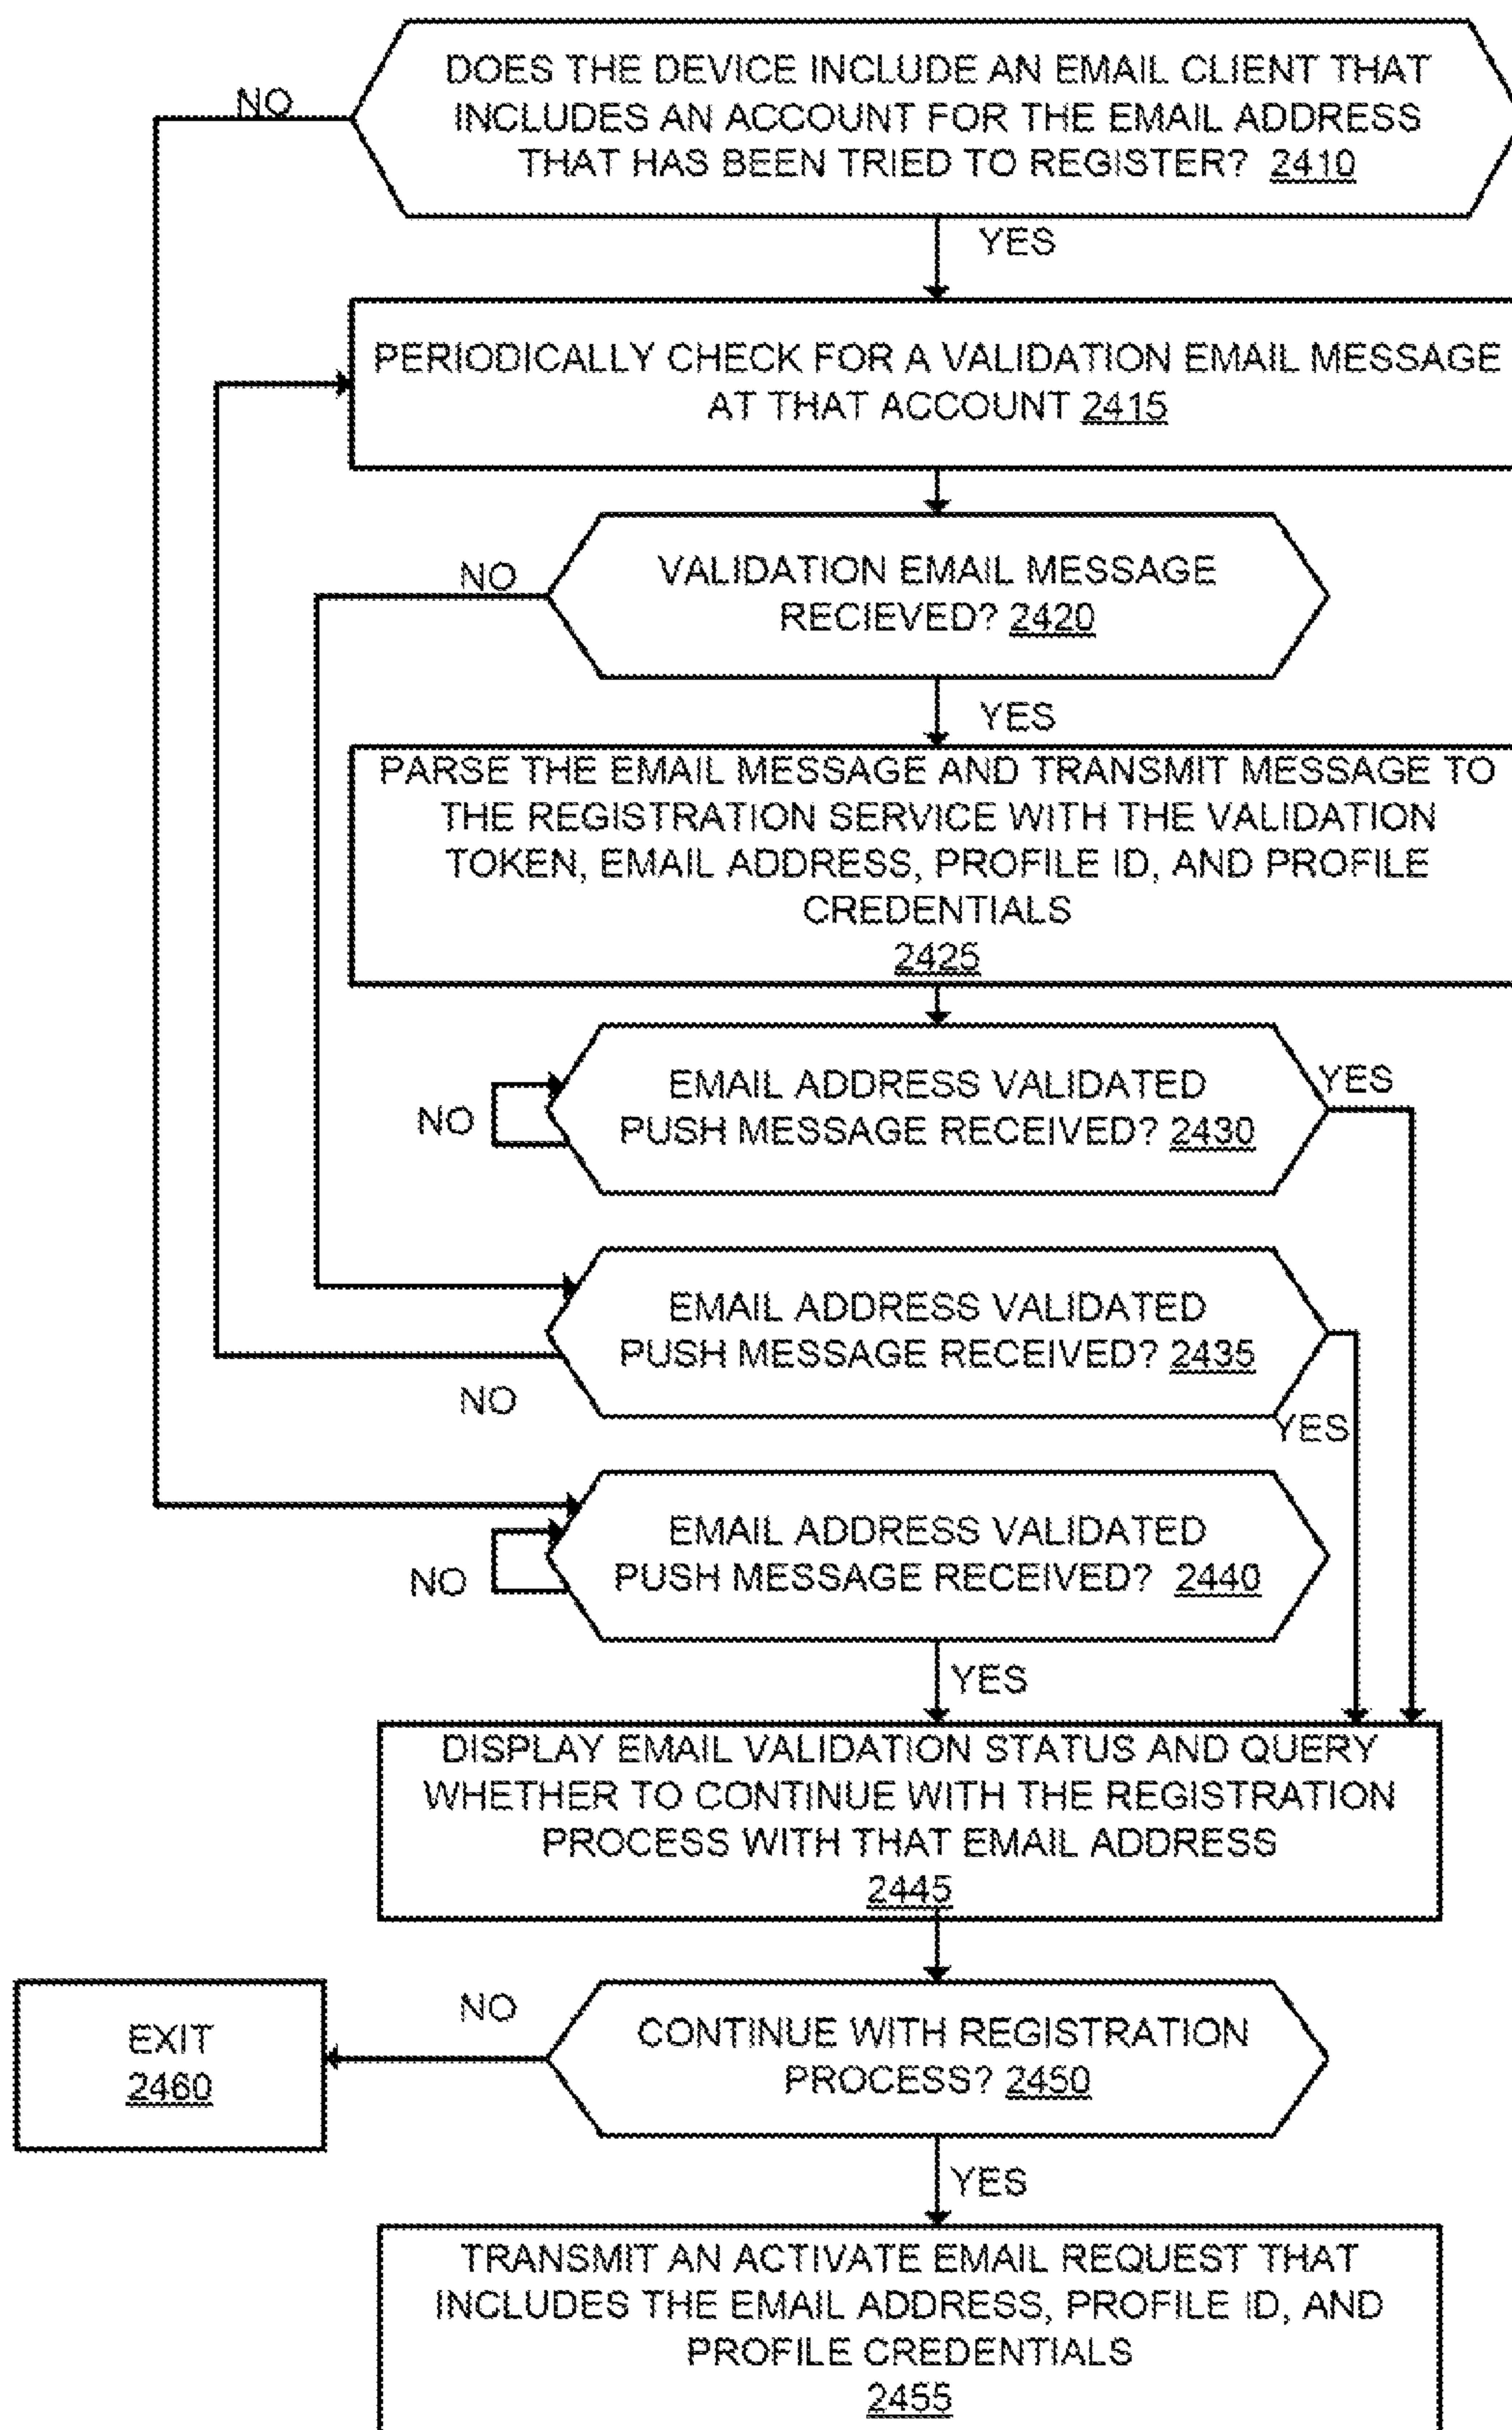 DOES THE DEVICE INCLUDE AN EMAIL CLIENT THAT
INCLUDES AN ACCOUNT FOR THE EMAIL ADDRESS
THAT HAS BEEN TRIED TO REGISTER? 2410
NO
YES
PERIODICALLY CHECK FOR A VALIDATION EMAIL MESSAGE
AT THAT ACCOUNT 2415
NO
VALIDATION EMAIL MESSAGE
RECIEVED? 2420
YES
PARSE THE EMAIL MESSAGE AND TRANSMIT MESSAGE TO
THE REGISTRATION SERVICE WITH THE VALIDATION
TOKEN, EMAIL ADDRESS, PROFILE ID, AND PROFILE
CREDENTIALS
2425
EMAIL ADDRESS VALIDATED
PUSH MESSAGE RECEIVED? 2430
YES
NO
EMAIL ADDRESS VALIDATED
PUSH MESSAGE RECEIVED? 2435
NO
YES
EMAIL ADDRESS VALIDATED
PUSH MESSAGE RECEIVED? 2440
NO
YES
DISPLAY EMAIL VALIDATION STATUS AND QUERY
WHETHER TO CONTINUE WITH THE REGISTRATION
PROCESS WITH THAT EMAIL ADDRESS
2445
NO
CONTINUE WITH REGISTRATION
PROCESS? 2450
EXIT
2460
YES
TRANSMIT AN ACTIVATE EMAIL REQUEST THAT
INCLUDES THE EMAIL ADDRESS, PROFILE ID, AND
PROFILE CREDENTIALS
2455